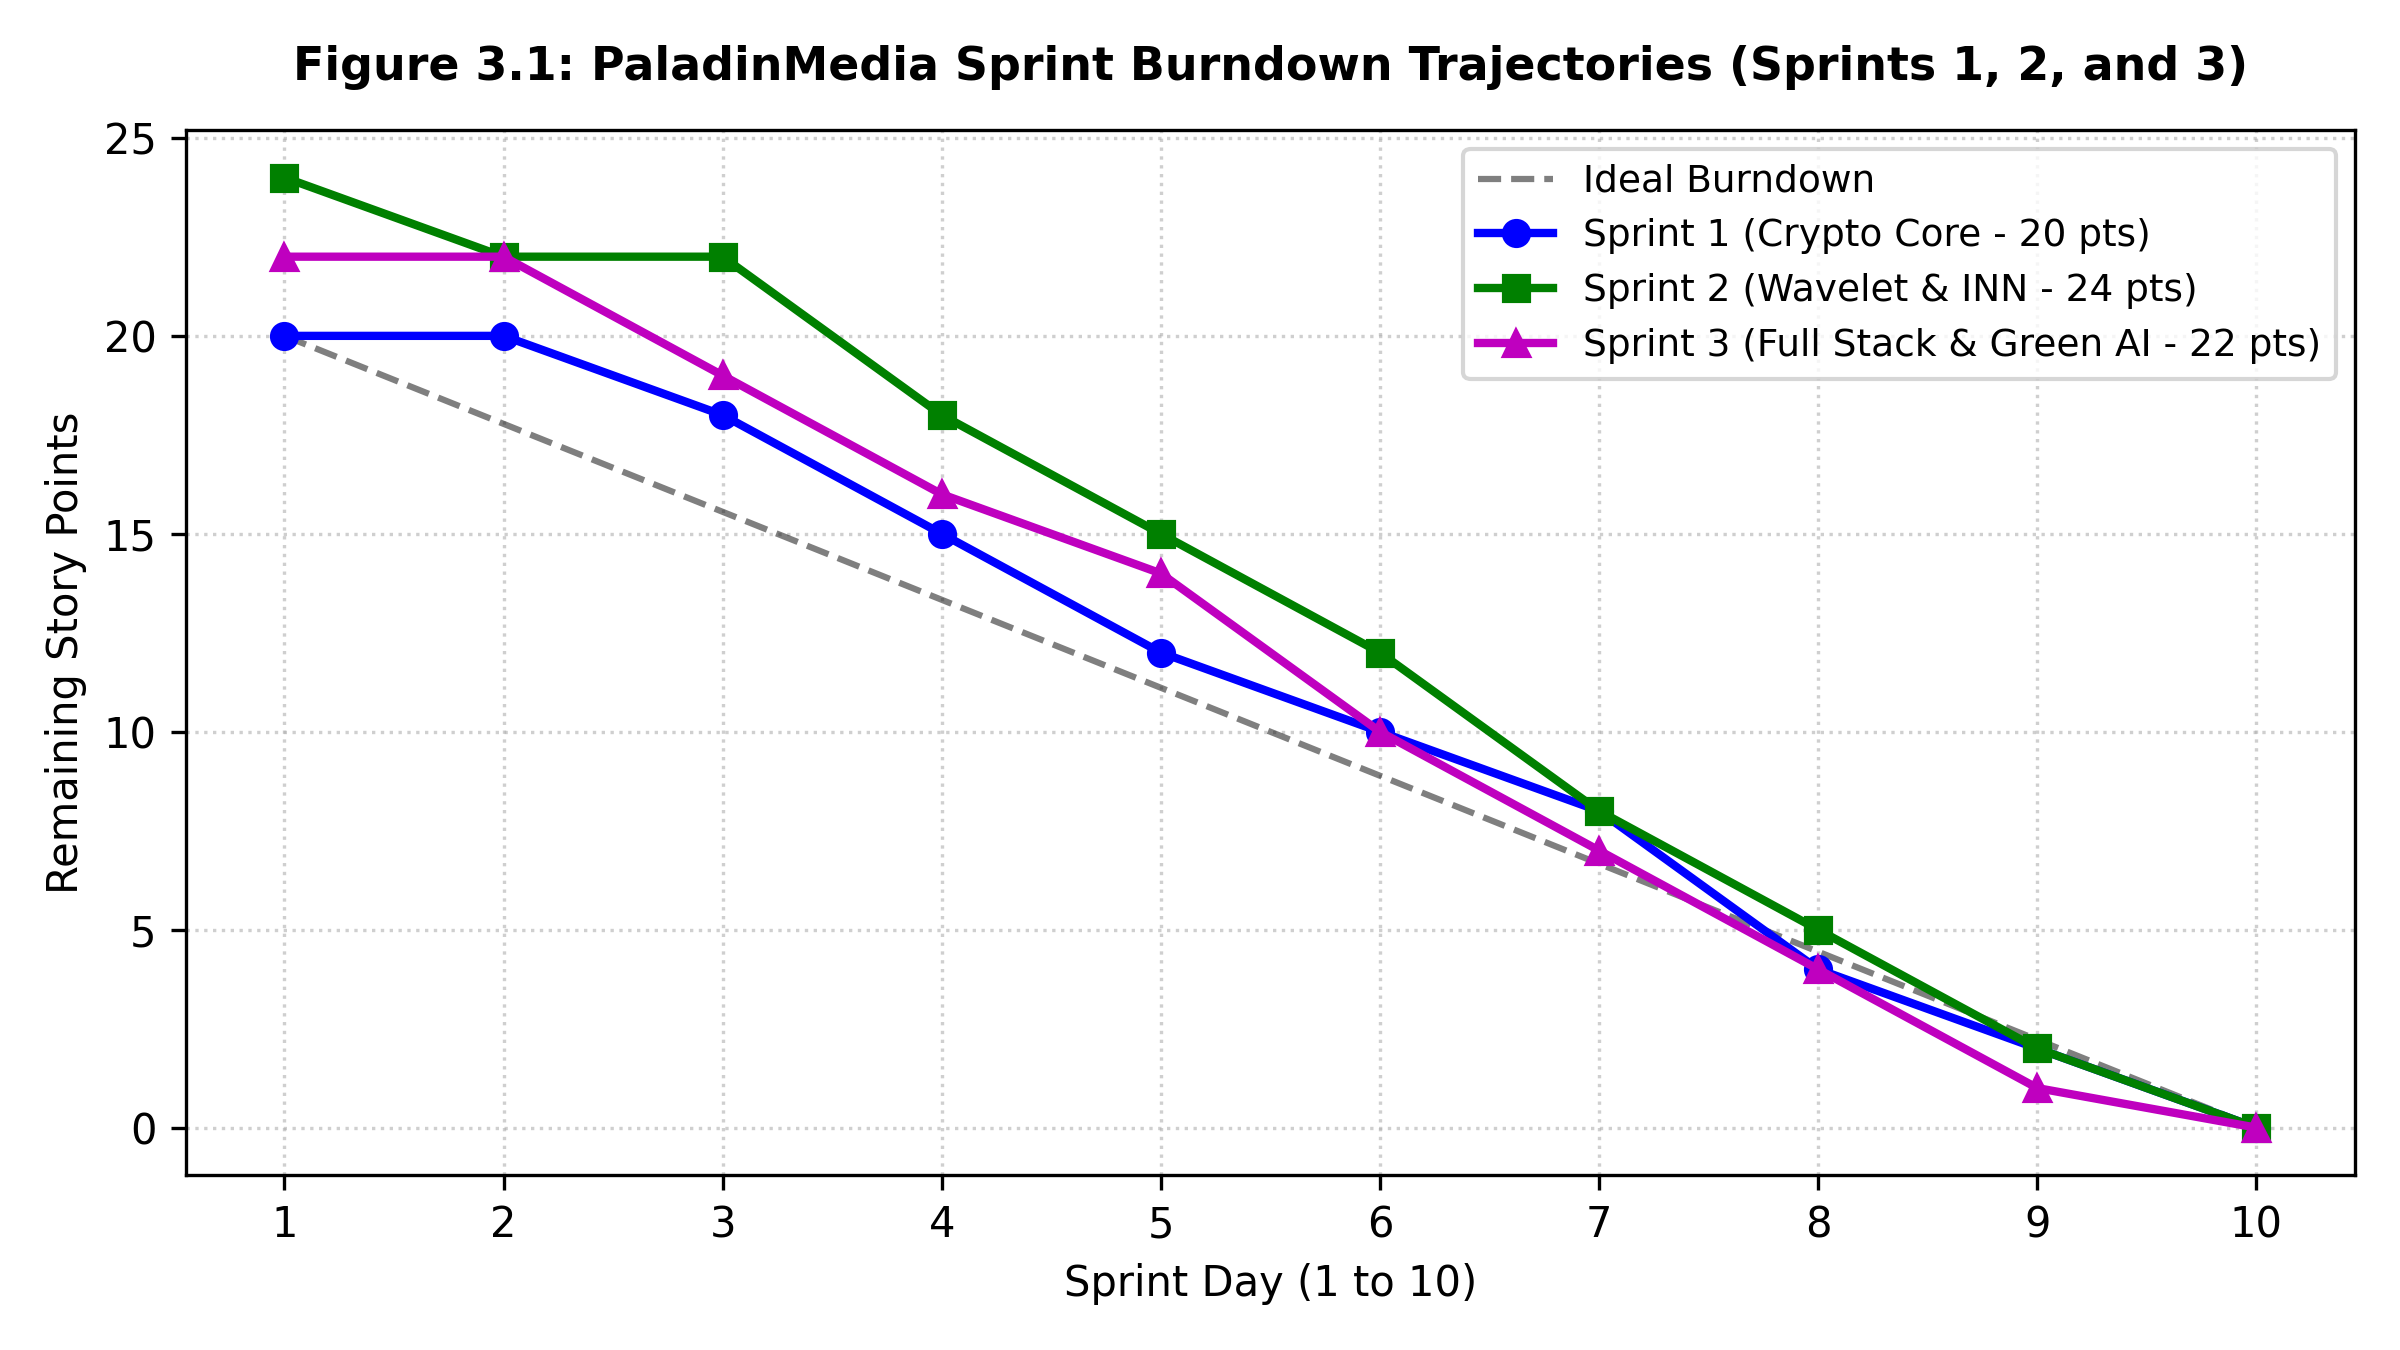 Figure 3.1: PaladinMedia Sprint Burndown Trajectories (Sprints 1, 2, and 3)
Remaining Story Points
25
20
15
10
5
0
Ideal Burndown
Sprint 1 (Crypto Core - 20 pts)
Sprint 2 (Wavelet & INN - 24 pts)
Sprint 3 (Full Stack & Green AI - 22 pts)
1 2 3 4 5 6 7 8 9 10
Sprint Day (1 to 10)